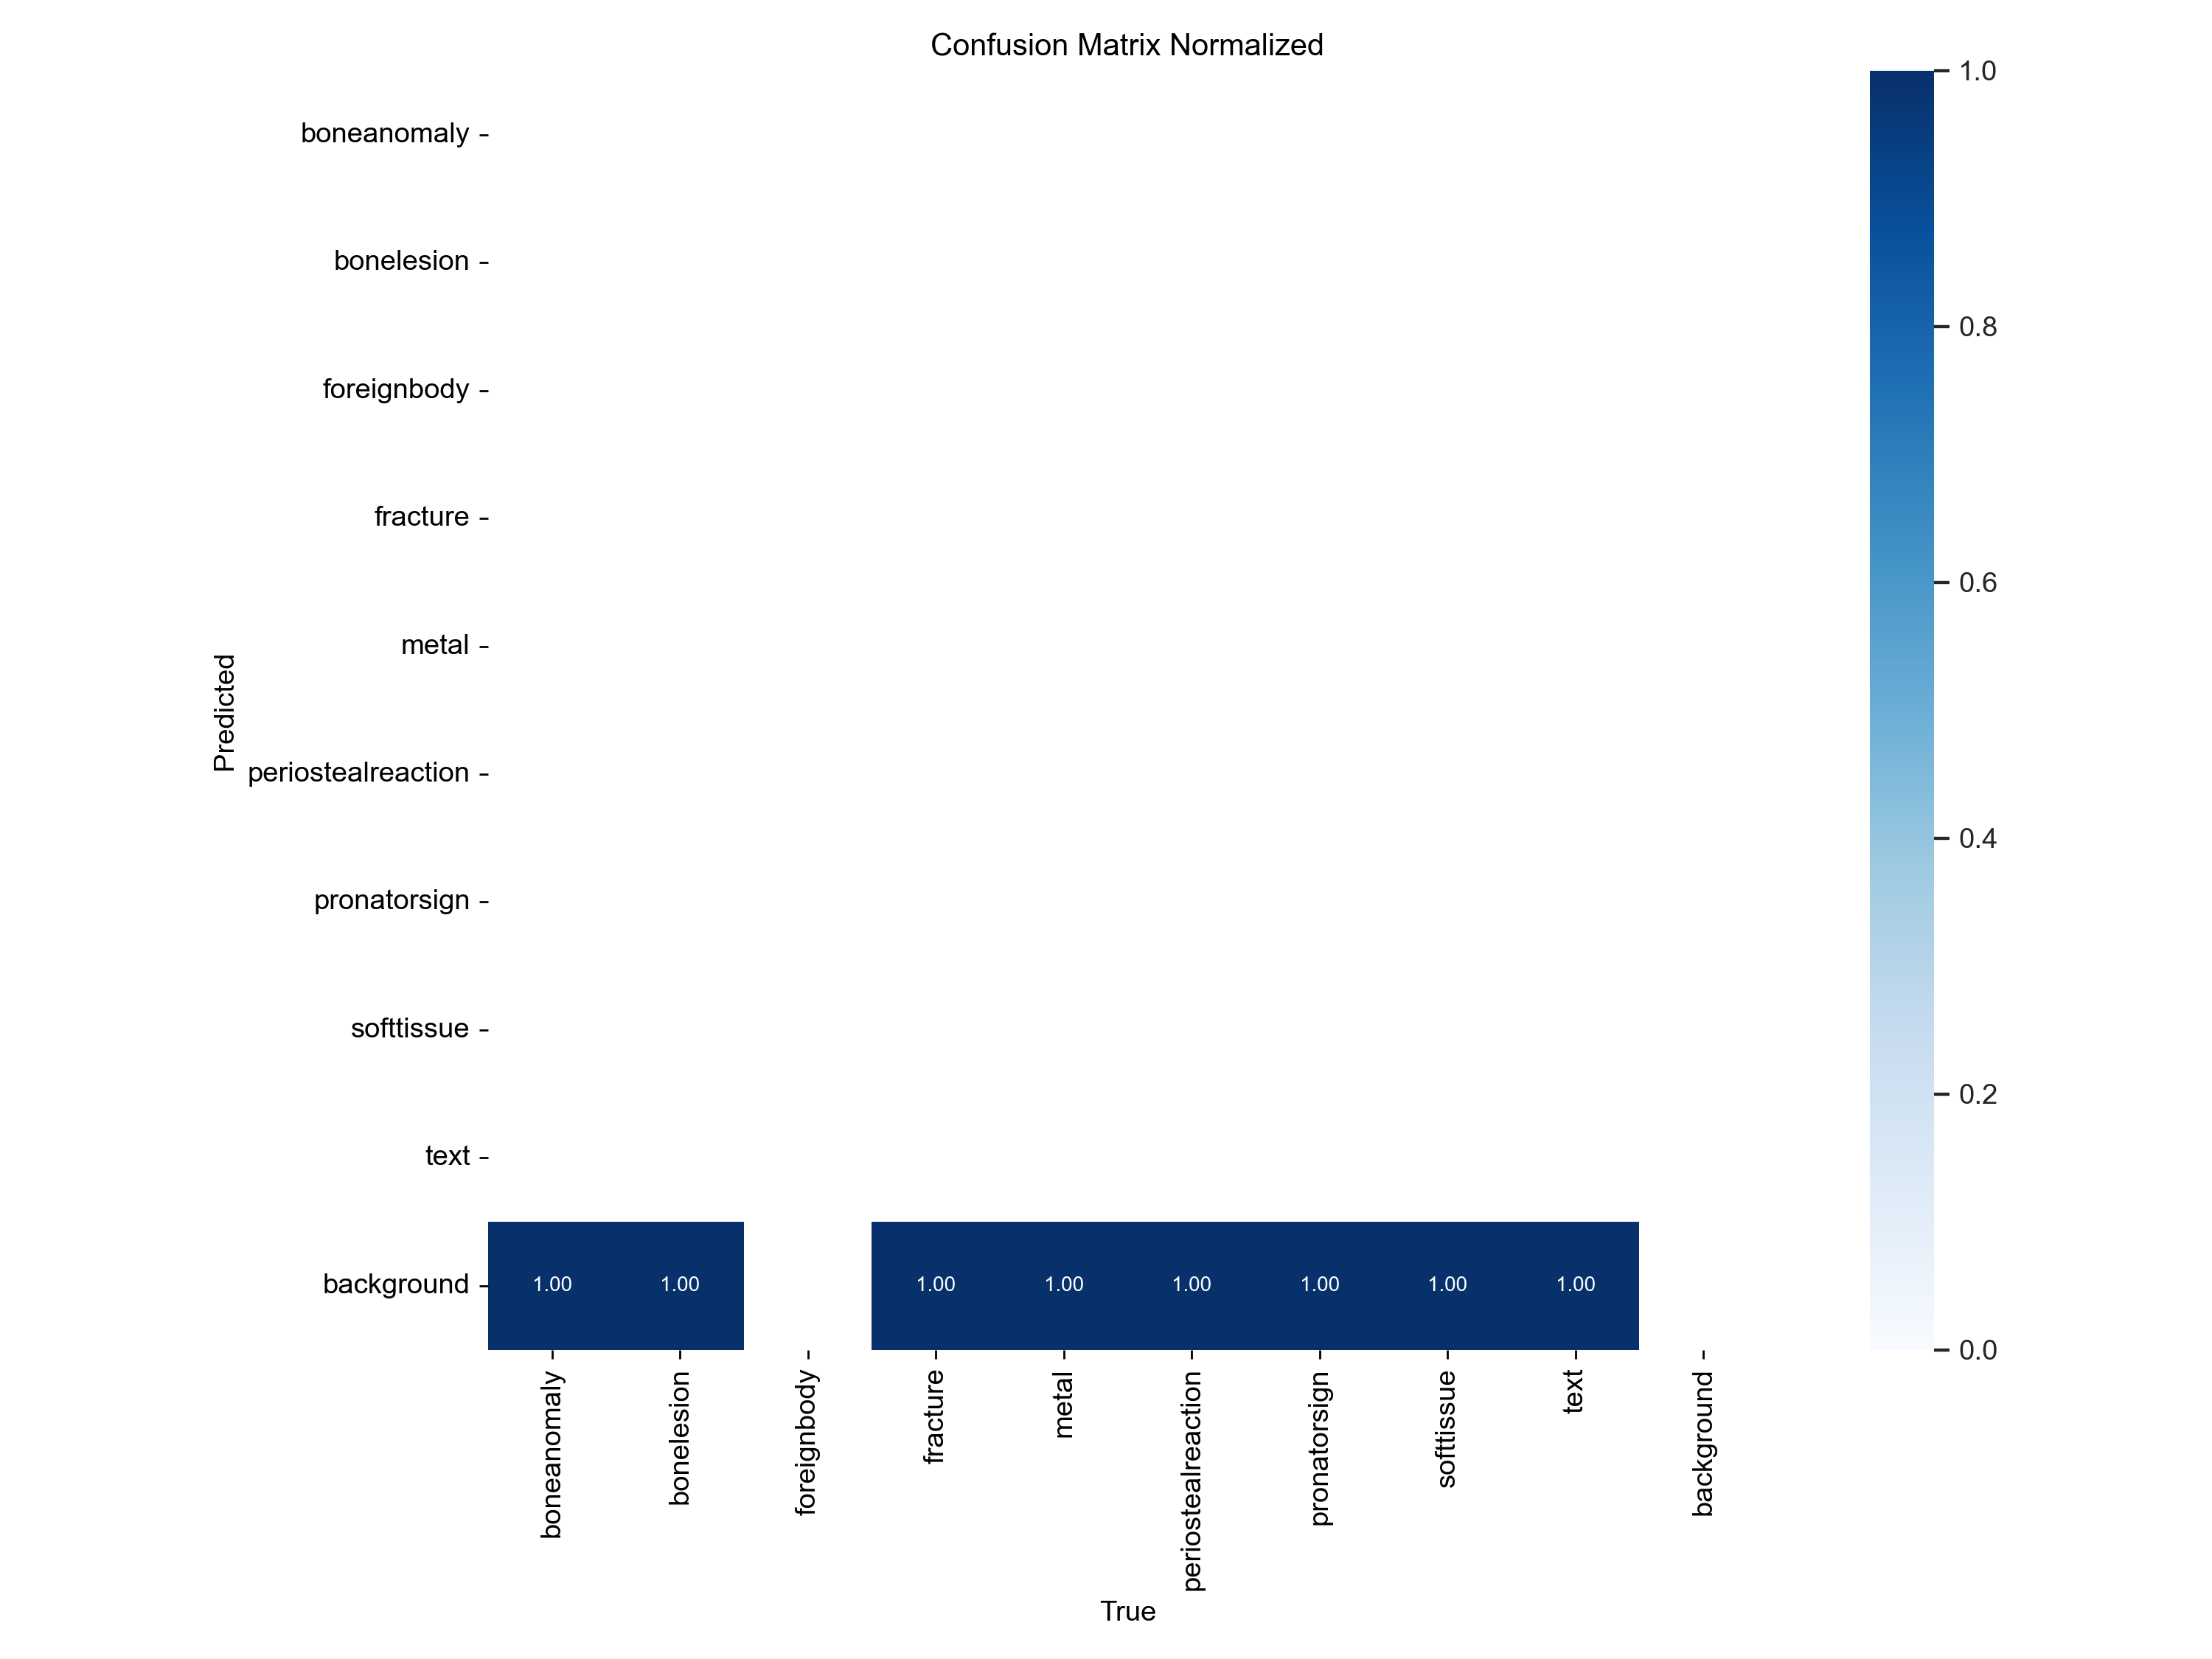 Confusion Matrix Normalized
boneanomaly
bonelesion
foreignbody
fracture
metal
periostealreaction
pronatorsign
softtissue
text
background
Predicted
1.00 1.00 1.00 1.00 1.00 1.00 1.00 1.00
boneanomaly
bonelesion
foreignbody
fracture
metal
periostealreaction
pronatorsign
softtissue
text
background
True
1.0
0.8
0.6
0.4
0.2
0.0